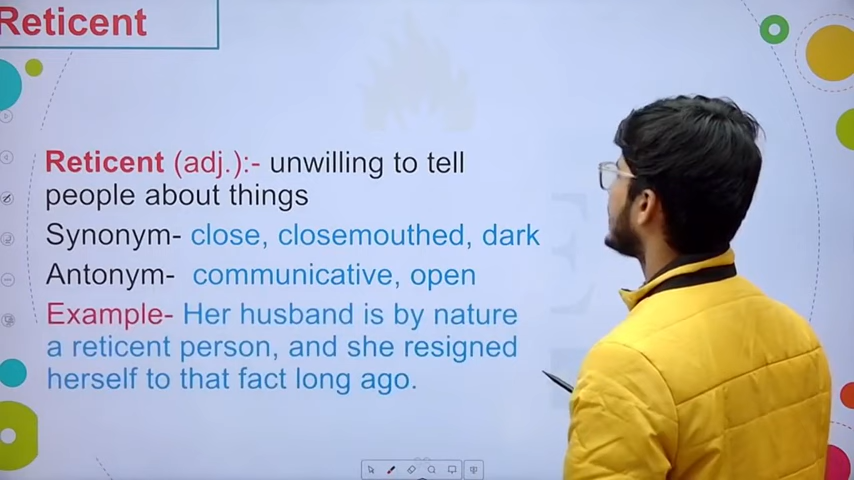 Reticent
Reticent (adj.):- unwilling to tell
people about things
Synonym- close, closemouthed, dark
Antonym-  communicative, open
Example- Her husband is by nature
a reticent person, and she resigned
herself to that fact long ago.